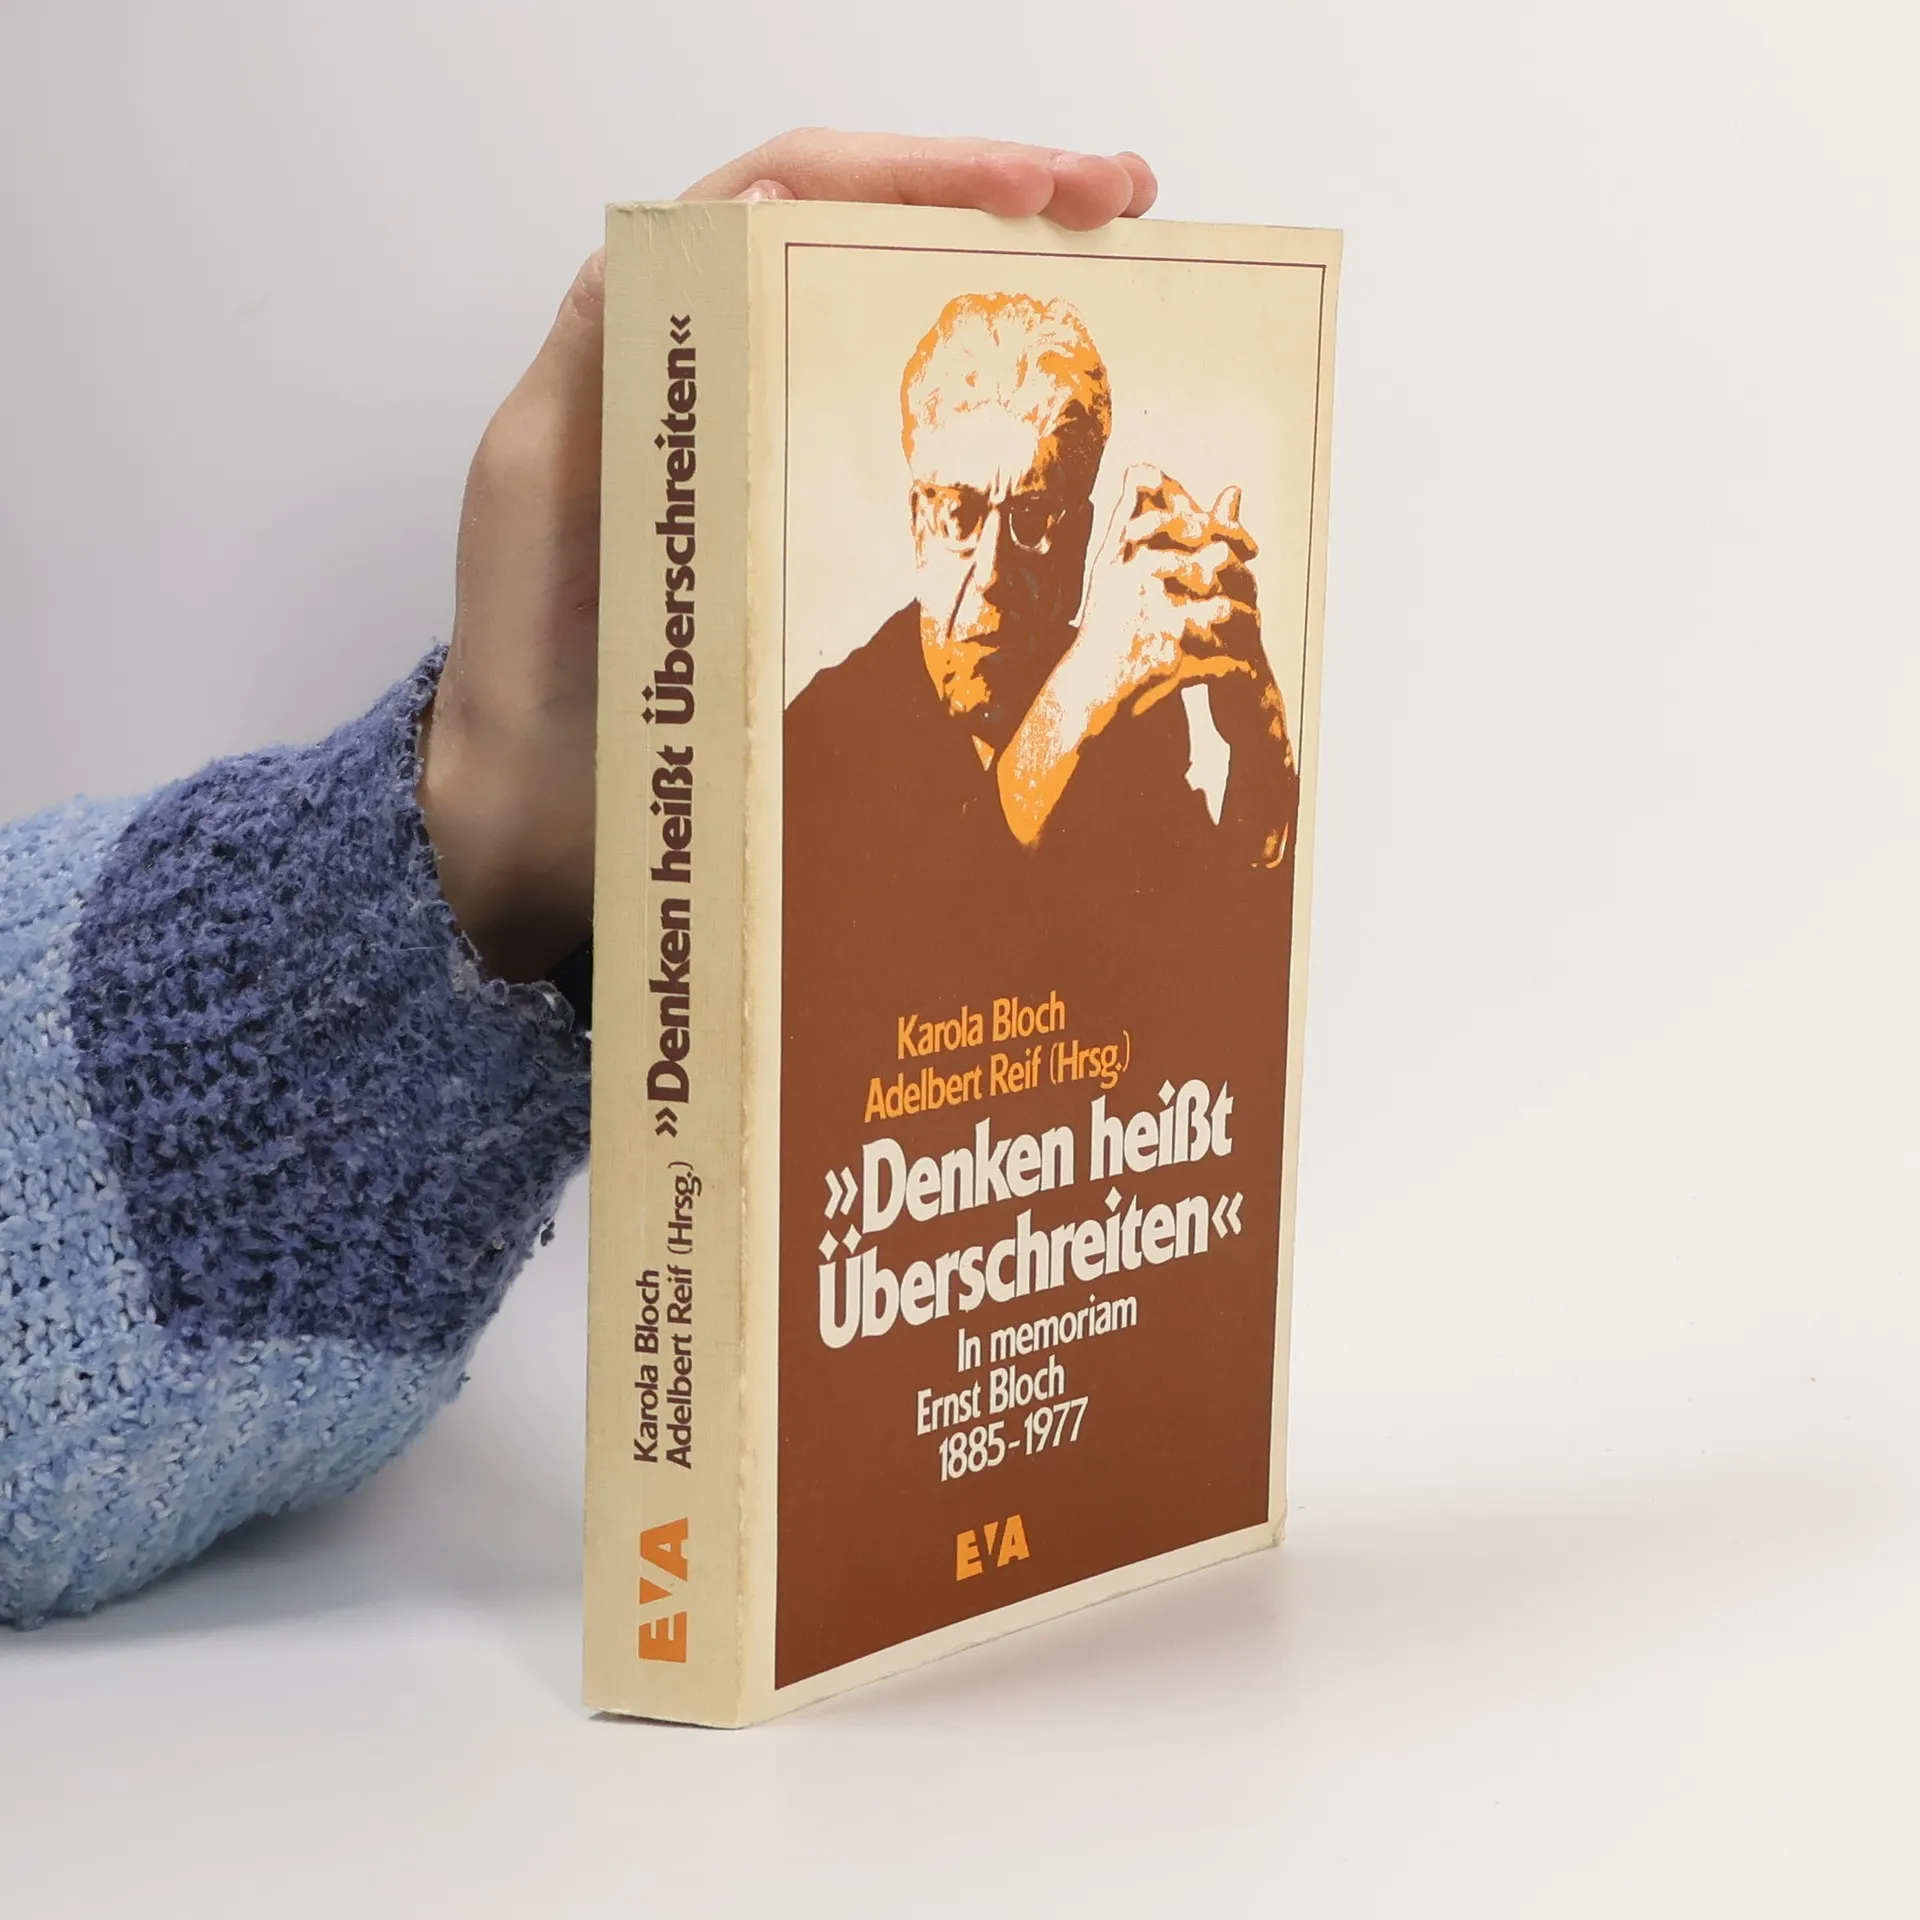 »Denken heißt Überschreiten«
Karola Bloch
Adelbert Reif (Hrsg.)
EVA
Karola Bloch
Adelbert Reif (Hrsg.)
»Denken heißt
Überschreiten«
In memoriam
Ernst Bloch
1885-1977
EVA